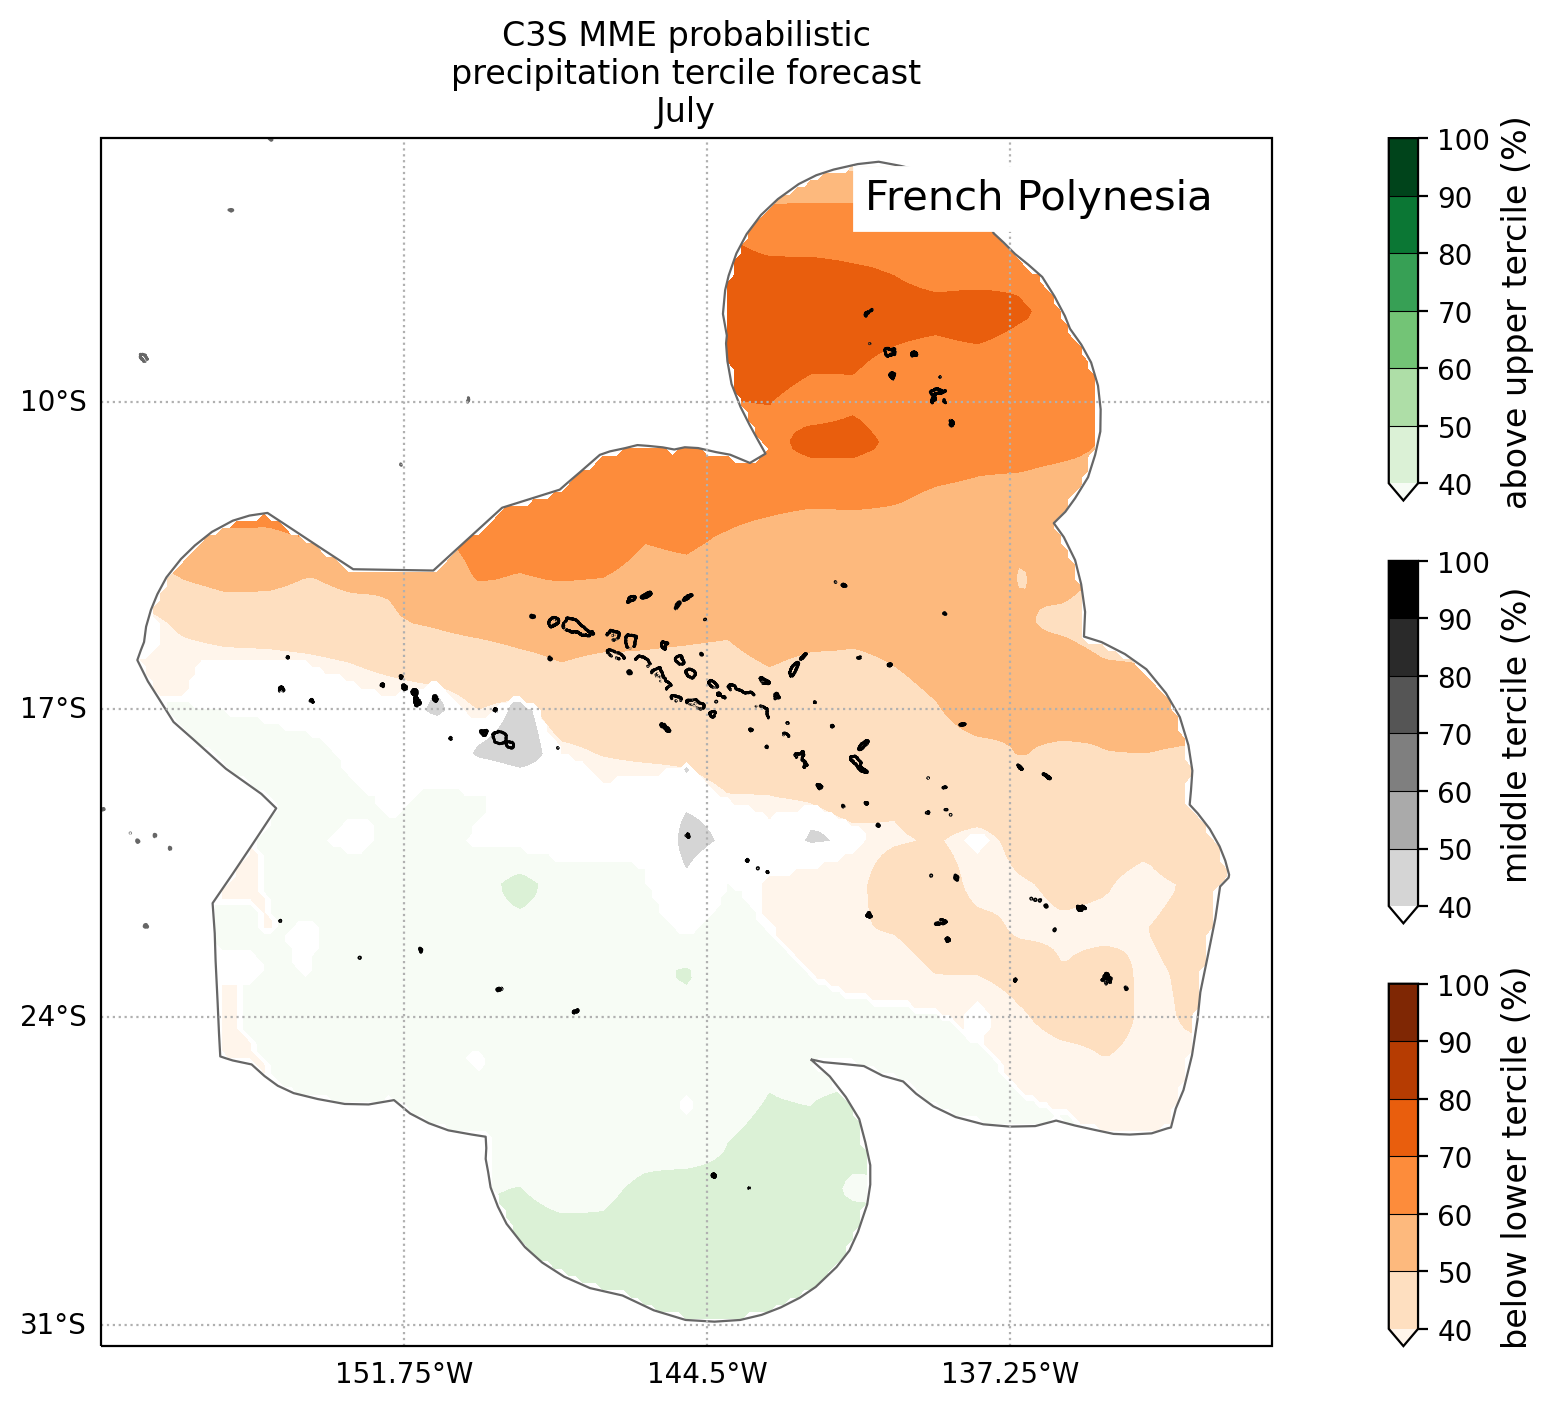 C3S MME probabilistic
precipitation tercile forecast
July
French Polynesia
10°S
17°S
24°S
31°S
151.75°W
144.5°W
137.25°W
100
90
80
70
60
50
40
above upper tercile (%)
100
90
80
70
60
50
40
middle tercile (%)
100
90
80
70
60
50
40
below lower tercile (%)